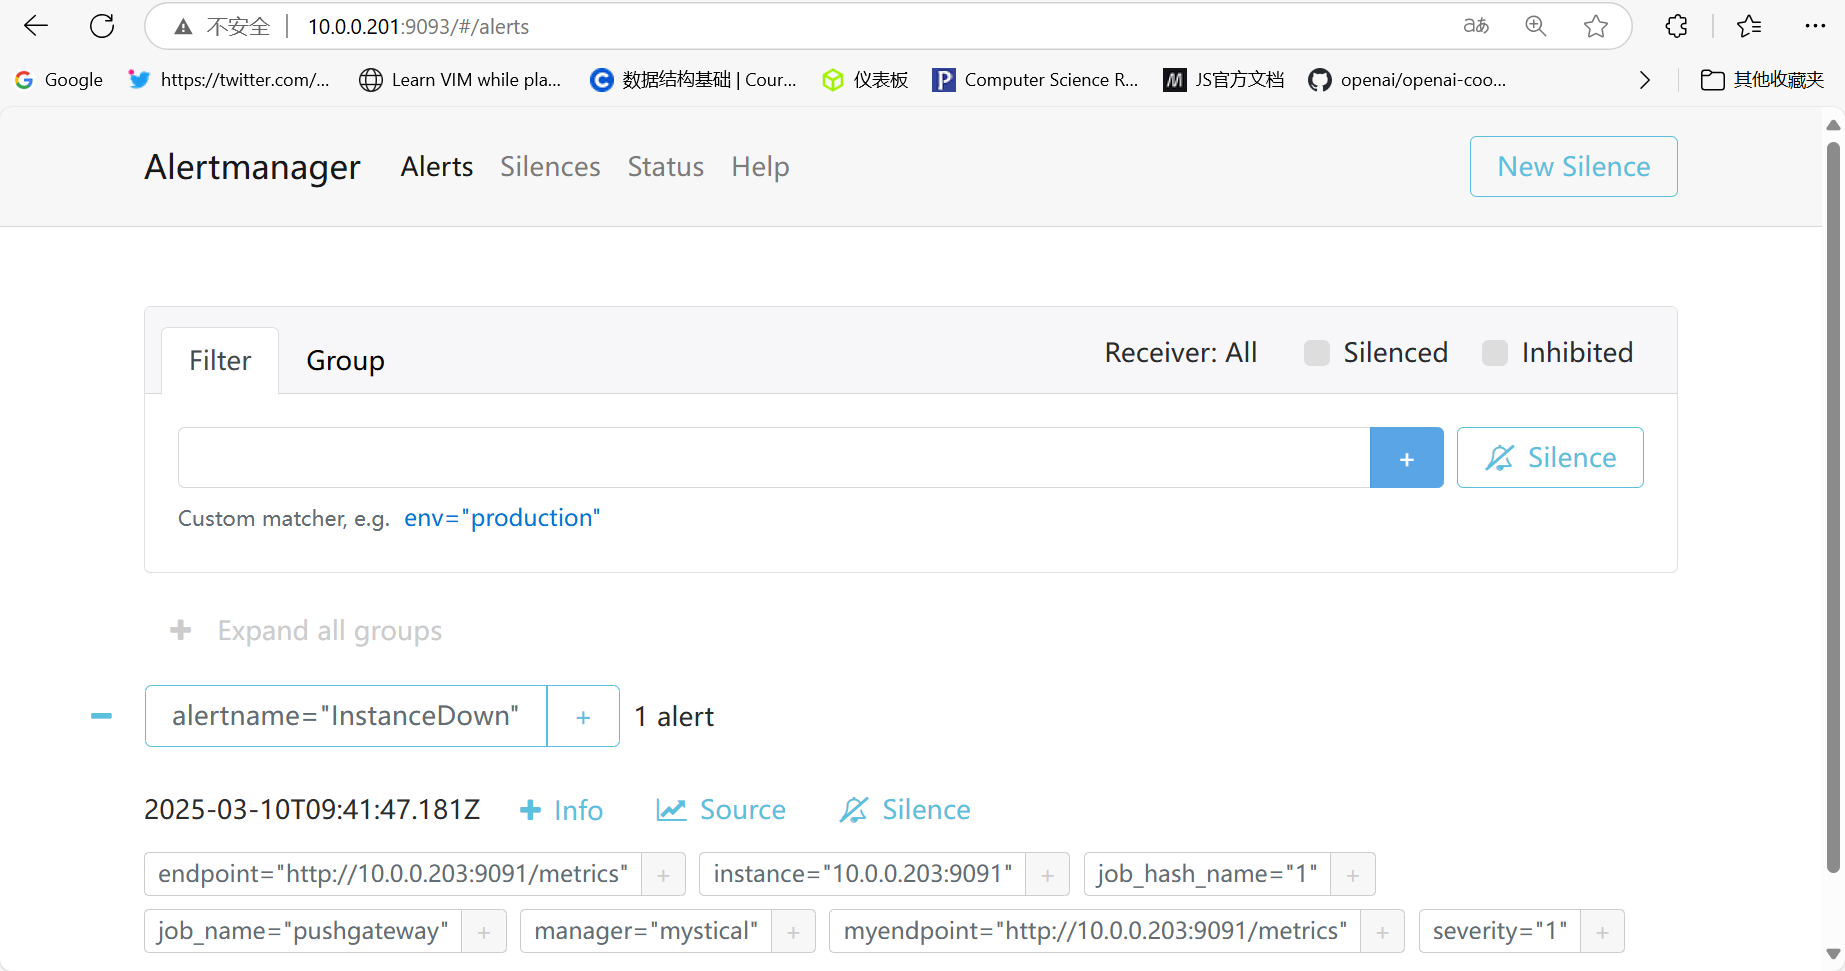 不安全 10.0.0.201:9093/#/alerts aあ
Google https://twitter.com/... Learn VIM while pla... 数据结构基础 | Cour... 仪表板 Computer Science R... JS官方文档 openai/openai-coo... 其他收藏夹
Alertmanager Alerts Silences Status Help New Silence
Filter Group Receiver: All Silenced Inhibited
+ Silence
Custom matcher, e.g. env="production"
+ Expand all groups
alertname="InstanceDown" + 1 alert
2025-03-10T09:41:47.181Z + Info Source Silence
endpoint="http://10.0.0.203:9091/metrics" + instance="10.0.0.203:9091" + job_hash_name="1" +
job_name="pushgateway" + manager="mystical" + myendpoint="http://10.0.0.203:9091/metrics" + severity="1" +